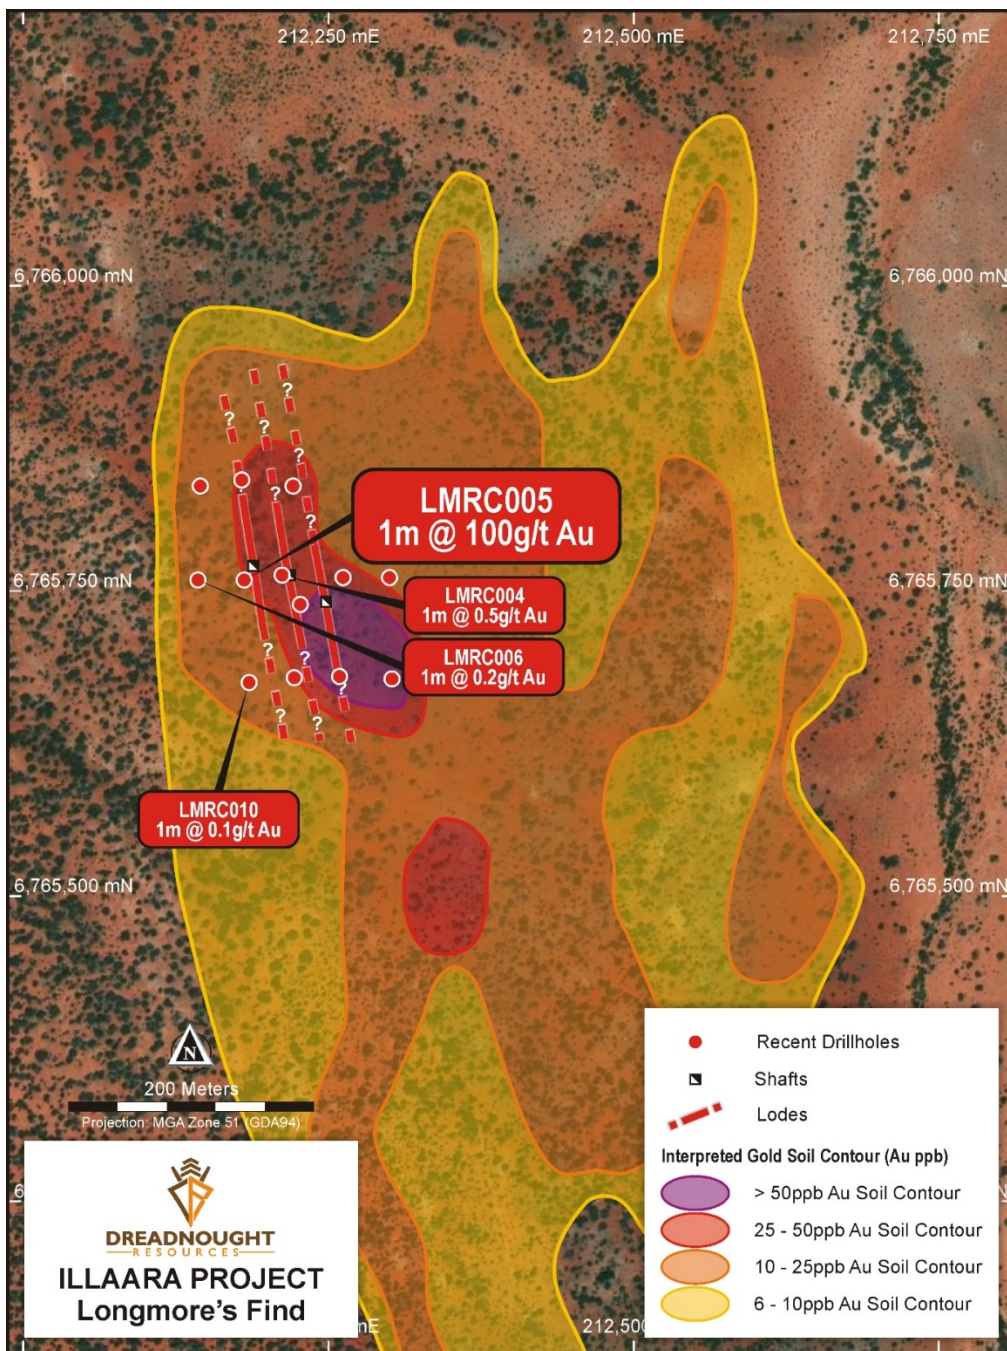 212,250 mE
212,500 mE
212,750 mE
6,766,000 mN
6,766,000 mN
?
?
?
?
?
?
?
?
?
LMRC005
1m @ 100g/t Au
6,765,750 mN
6,765,750 mN
LMRC004
1m @ 0.5g/t Au
LMRC006
1m @ 0.2g/t Au
?
?
?
?
?
LMRC010
1m @ 0.1g/t Au
6,765,500 mN
6,765,500 mN
N
200 Meters
Projection: MGA Zone 51 (GDA94)
DREADNOUGHT
RESOURCES
ILLAARA PROJECT
Longmore's Find
Recent Drillholes
Shafts
Lodes
Interpreted Gold Soil Contour (Au ppb)
> 50ppb Au Soil Contour
25 - 50ppb Au Soil Contour
10 - 25ppb Au Soil Contour
6 - 10ppb Au Soil Contour
mE
212,500